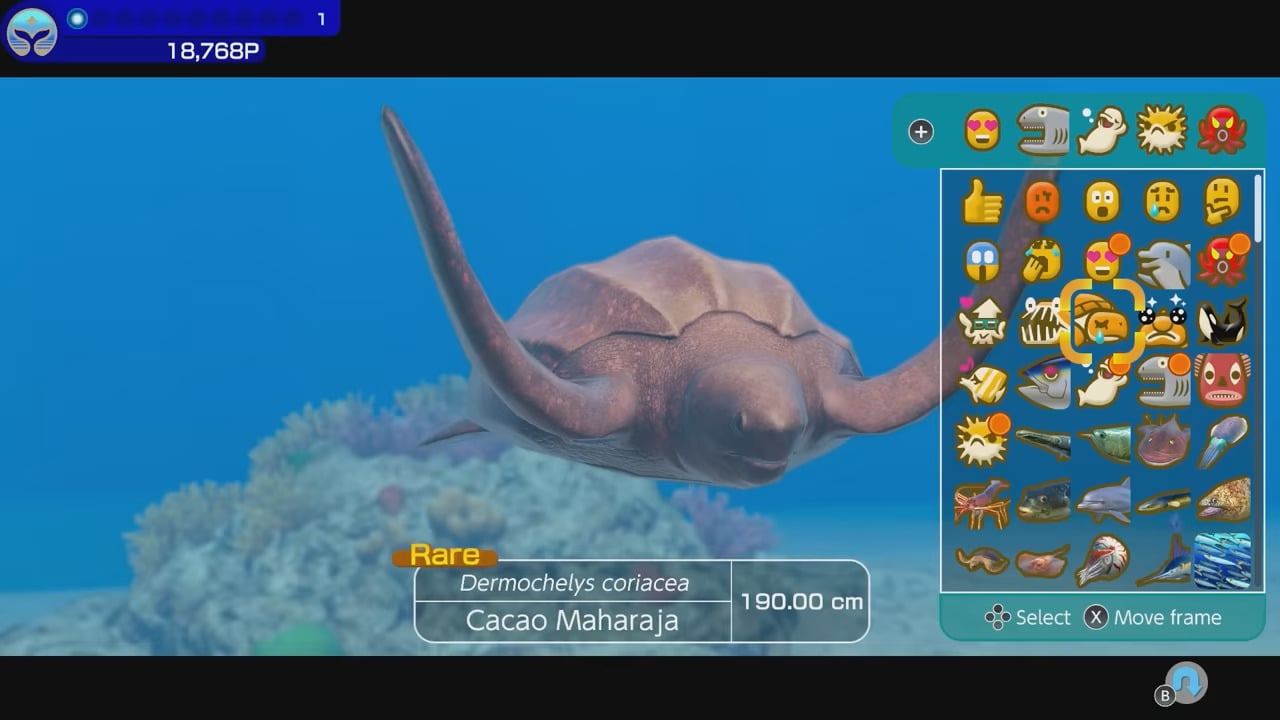 1
18,768P
Rare
Dermochelys coriacea
Cacao Maharaja
190.00 cm
Select
X Move frame
B